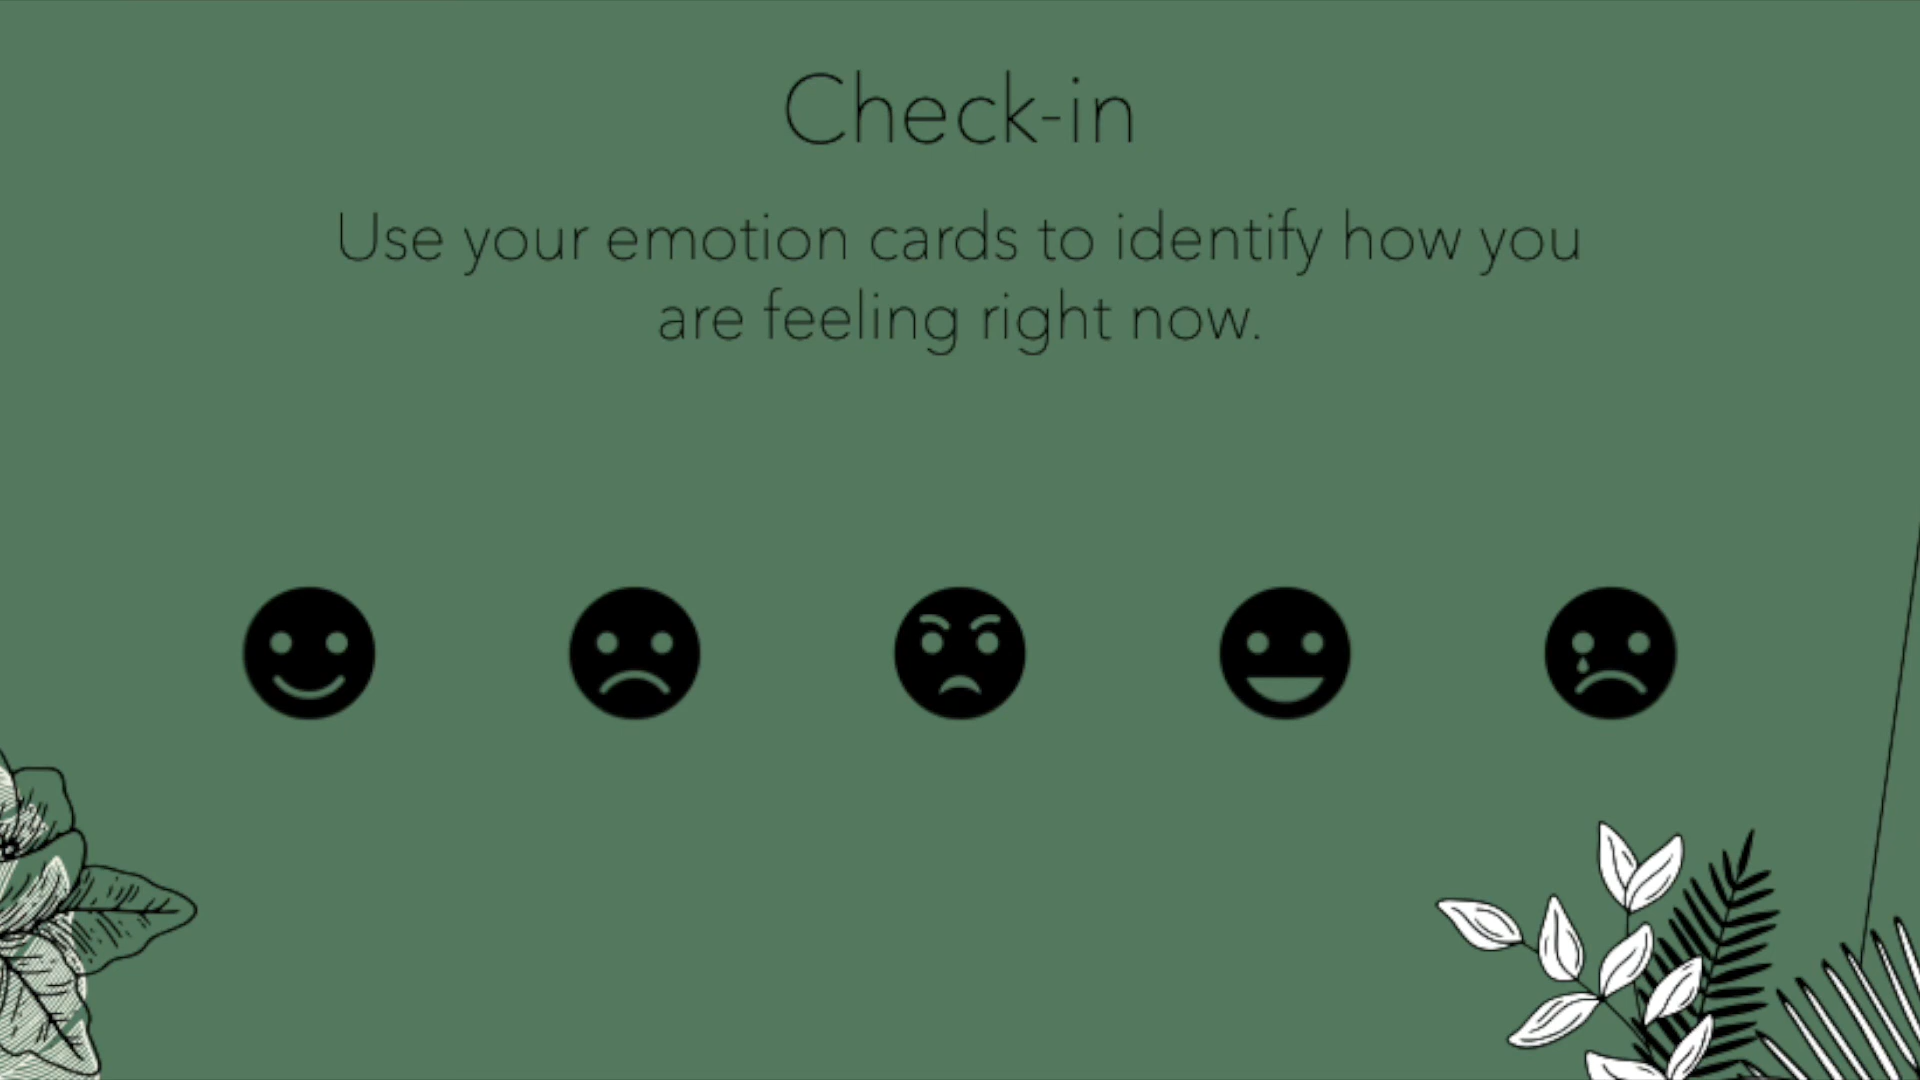 Check-in
Use your emotion cards to identify how you
are feeling right now.